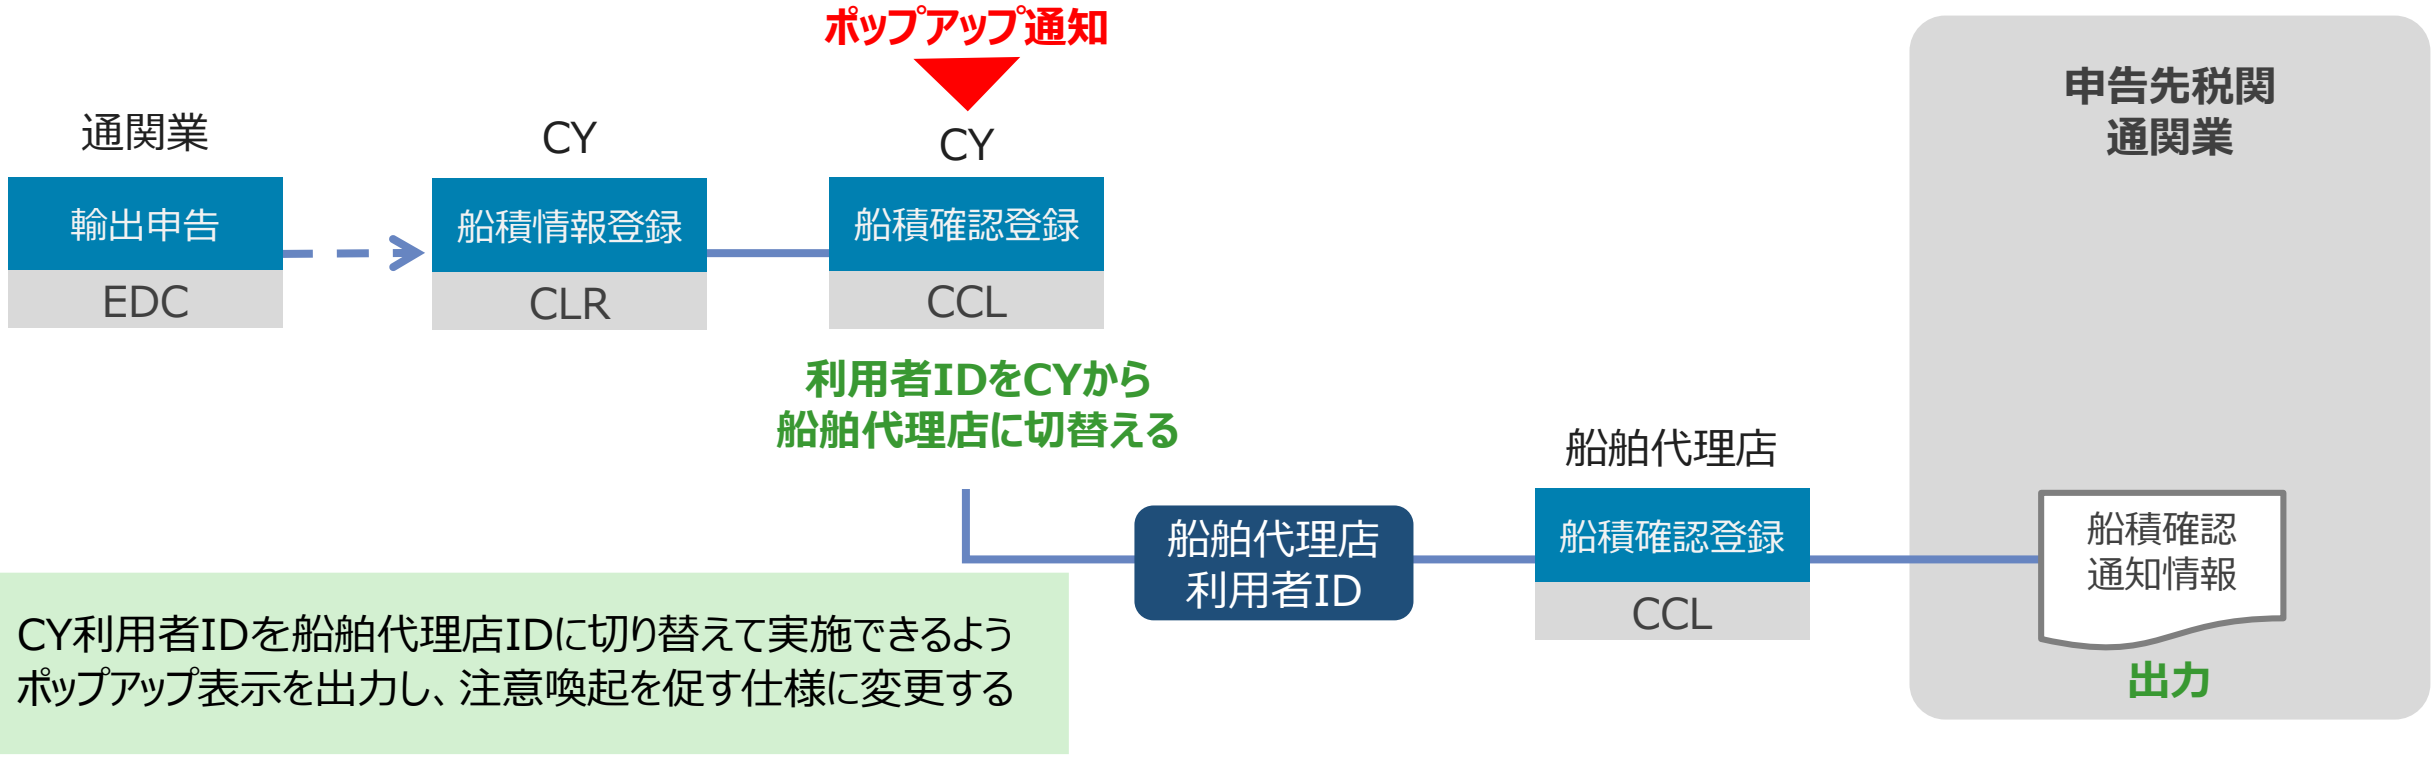 ポップアップ通知
通関業
輸出申告
EDC
CY
船積情報登録
CLR
CY
船積確認登録
CCL
利用者IDをCYから
船舶代理店に切替える
船舶代理店
利用者ID
船舶代理店
船積確認登録
CCL
申告先税関
通関業
船積確認
通知情報
出力
CY利用者IDを船舶代理店IDに切り替えて実施できるよう
ポップアップ表示を出力し、注意喚起を促す仕様に変更する